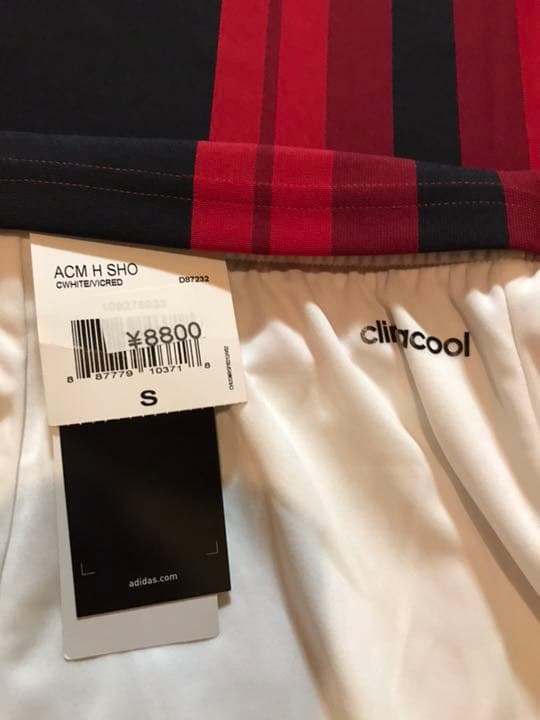 ACM H SHO
CWHITE/VICRED D87232
¥8800
8 87779 10371 8
S
climacool
adidas.com